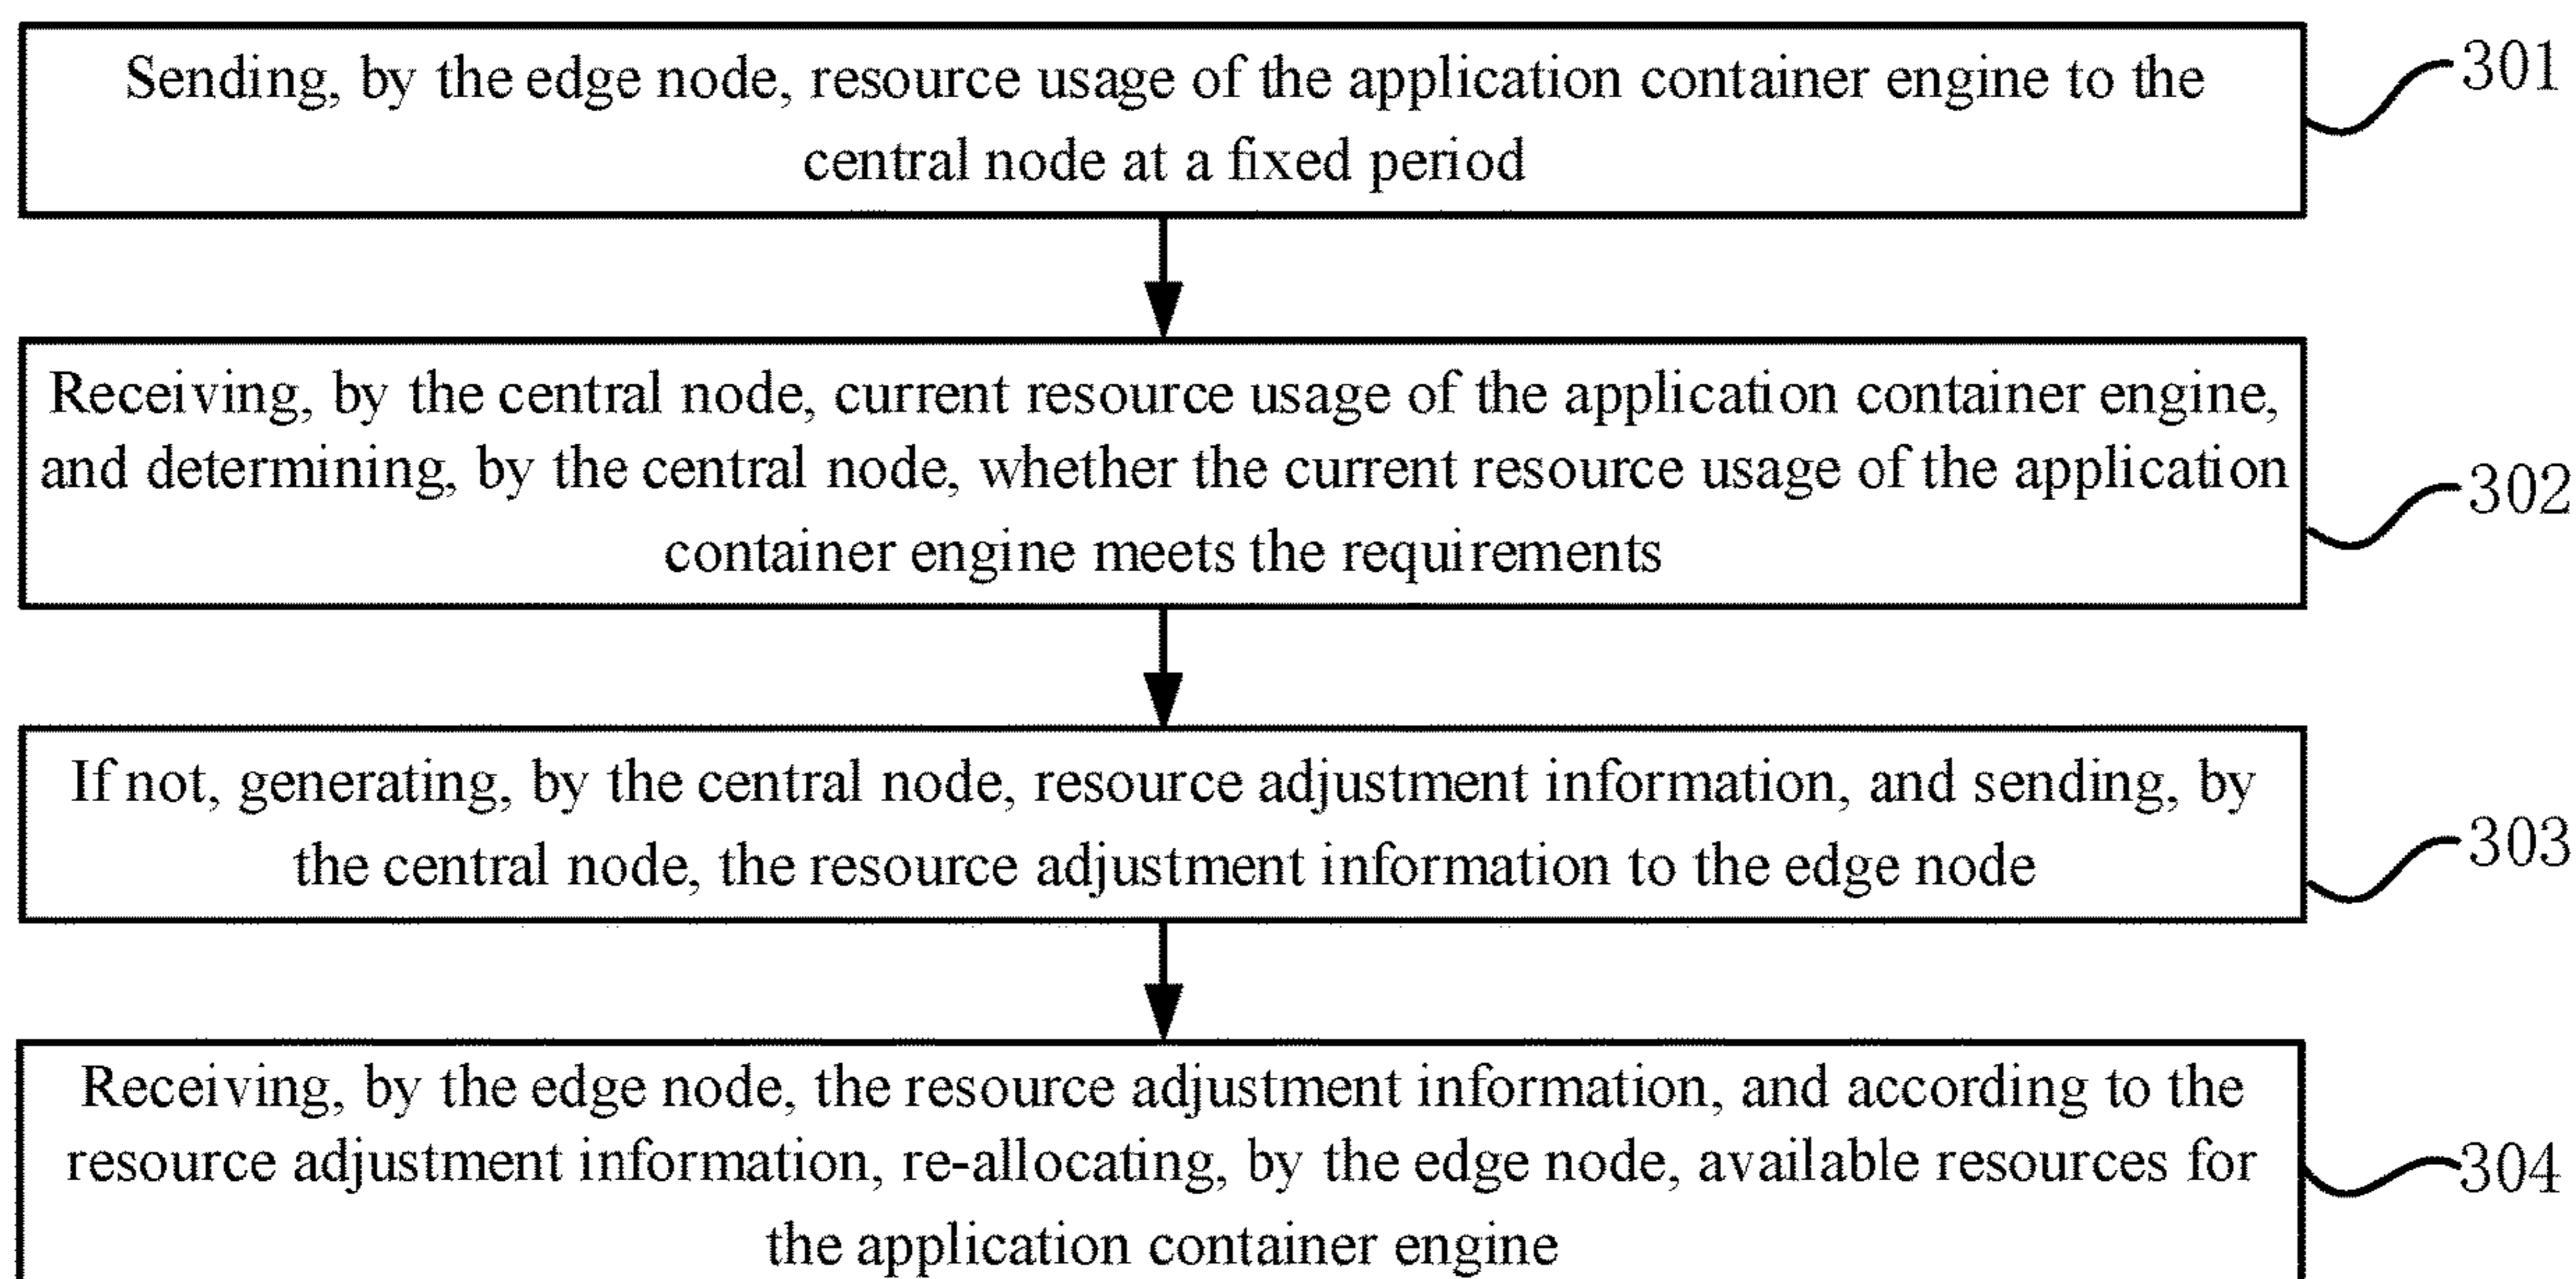 Sending, by the edge node, resource usage of the application container engine to the
central node at a fixed period
301
Receiving, by the central node, current resource usage of the application container engine,
and determining, by the central node, whether the current resource usage of the application
container engine meets the requirements
302
If not, generating, by the central node, resource adjustment information, and sending, by
the central node, the resource adjustment information to the edge node
303
Receiving, by the edge node, the resource adjustment information, and according to the
resource adjustment information, re-allocating, by the edge node, available resources for
the application container engine
304